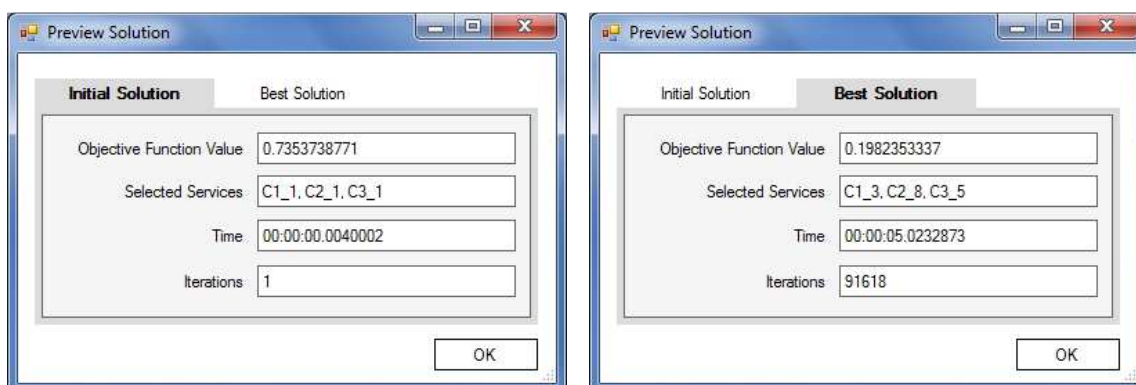 Preview Solution
Initial Solution Best Solution
Objective Function Value 0.7353738771
Selected Services C1_1, C2_1, C3_1
Time 00:00:00.0040002
Iterations 1
OK
Preview Solution
Initial Solution Best Solution
Objective Function Value 0.1982353337
Selected Services C1_3, C2_8, C3_5
Time 00:00:05.0232873
Iterations 91618
OK